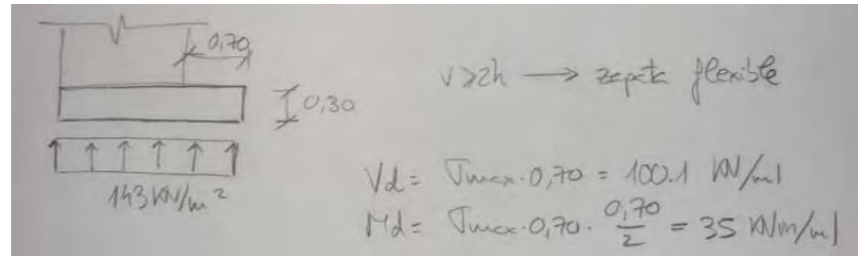 0,70
v>2h → zapata flexible
0,30
143 KN/m²
Vd = σmax · 0,70 = 100.1 KN/ml
Md = σmax · 0,70 · 0,70/2 = 35 KNm/ml